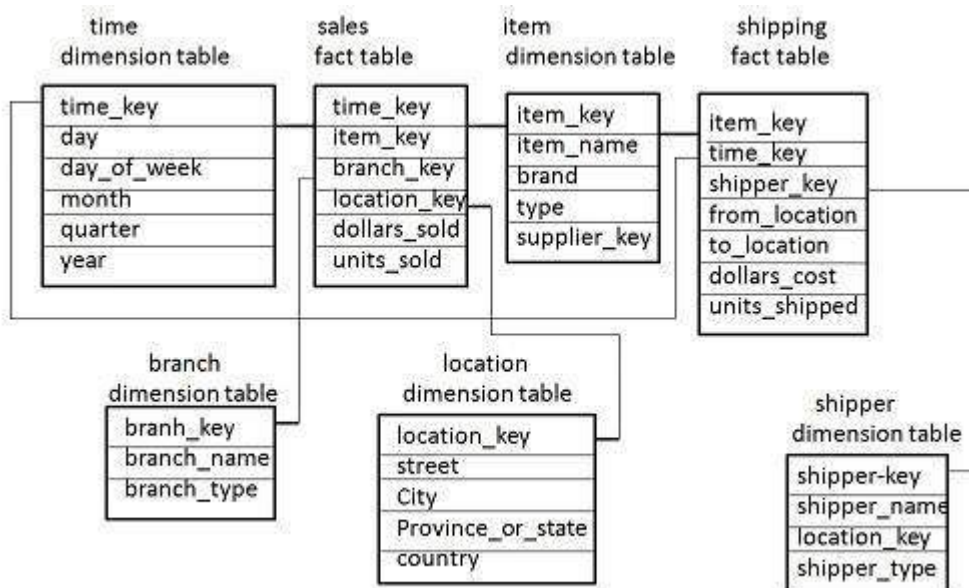 time
dimension table
time_key
day
day_of_week
month
quarter
year
sales
fact table
time_key
item_key
branch_key
location_key
dollars_sold
units_sold
item
dimension table
item_key
item_name
brand
type
supplier_key
shipping
fact table
item_key
time_key
shipper_key
from_location
to_location
dollars_cost
units_shipped
branch
dimension table
branh_key
branch_name
branch_type
location
dimension table
location_key
street
City
Province_or_state
country
shipper
dimension table
shipper-key
shipper_name
location_key
shipper_type